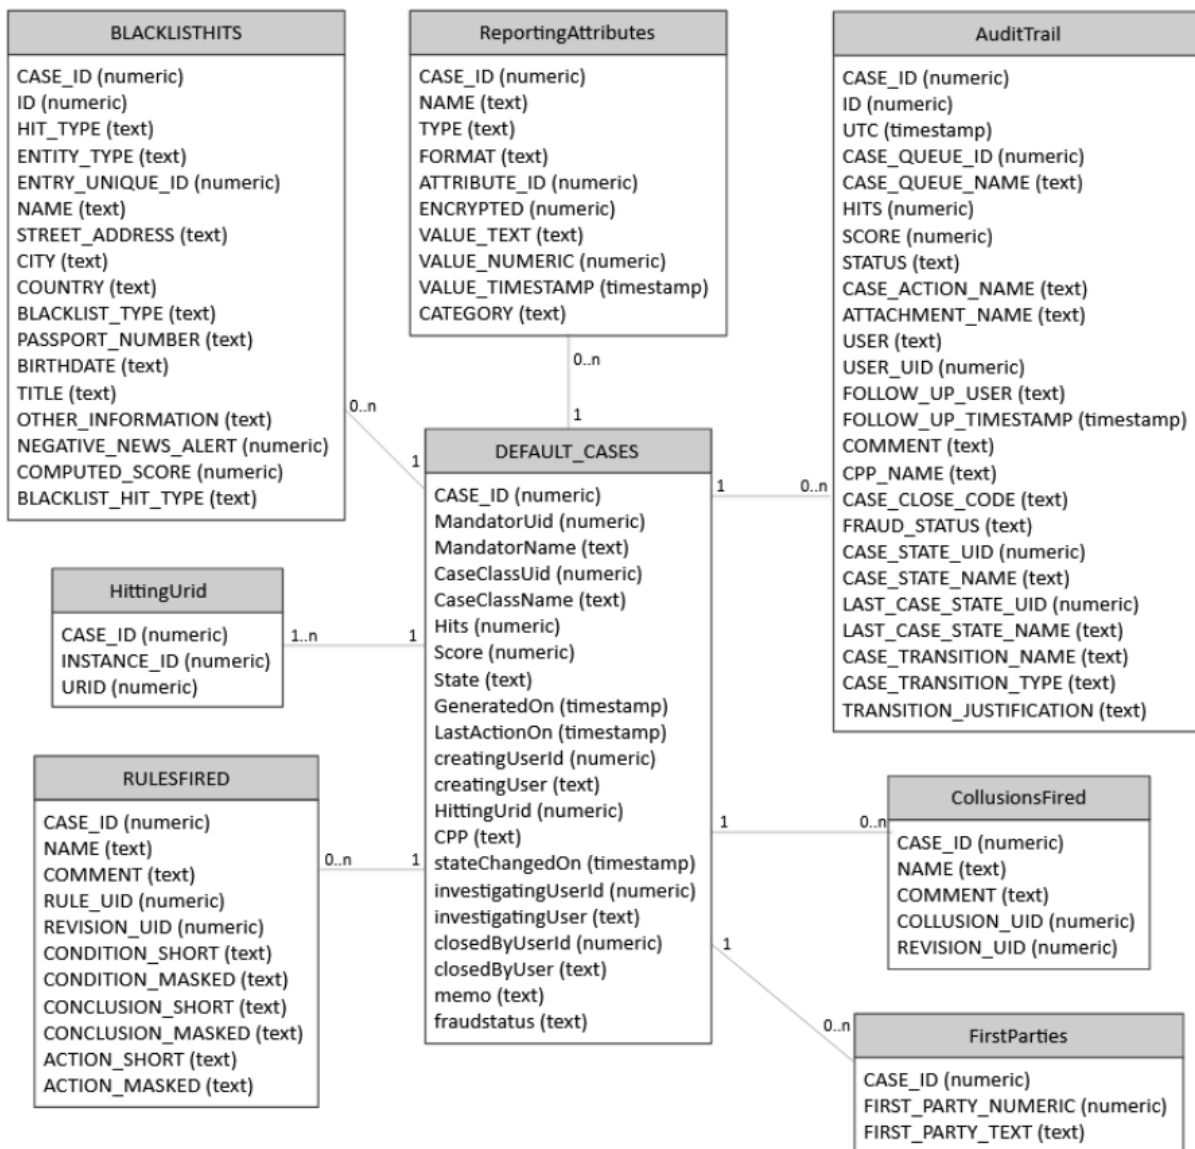 BLACKLISTHITS
CASE_ID (numeric)
ID (numeric)
HIT_TYPE (text)
ENTITY_TYPE (text)
ENTRY_UNIQUE_ID (numeric)
NAME (text)
STREET_ADDRESS (text)
CITY (text)
COUNTRY (text)
BLACKLIST_TYPE (text)
PASSPORT_NUMBER (text)
BIRTHDATE (text)
TITLE (text)
OTHER_INFORMATION (text)
NEGATIVE_NEWS_ALERT (numeric)
COMPUTED_SCORE (numeric)
BLACKLIST_HIT_TYPE (text)
0..n
1
ReportingAttributes
CASE_ID (numeric)
NAME (text)
TYPE (text)
FORMAT (text)
ATTRIBUTE_ID (numeric)
ENCRYPTED (numeric)
VALUE_TEXT (text)
VALUE_NUMERIC (numeric)
VALUE_TIMESTAMP (timestamp)
CATEGORY (text)
0..n
1
AuditTrail
CASE_ID (numeric)
ID (numeric)
UTC (timestamp)
CASE_QUEUE_ID (numeric)
CASE_QUEUE_NAME (text)
HITS (numeric)
SCORE (numeric)
STATUS (text)
CASE_ACTION_NAME (text)
ATTACHMENT_NAME (text)
USER (text)
USER_UID (numeric)
FOLLOW_UP_USER (text)
FOLLOW_UP_TIMESTAMP (timestamp)
COMMENT (text)
CPP_NAME (text)
CASE_CLOSE_CODE (text)
FRAUD_STATUS (text)
CASE_STATE_UID (numeric)
CASE_STATE_NAME (text)
LAST_CASE_STATE_UID (numeric)
LAST_CASE_STATE_NAME (text)
CASE_TRANSITION_NAME (text)
CASE_TRANSITION_TYPE (text)
TRANSITION_JUSTIFICATION (text)
1
0..n
DEFAULT_CASES
CASE_ID (numeric)
MandatorUid (numeric)
MandatorName (text)
CaseClassUid (numeric)
CaseClassName (text)
Hits (numeric)
Score (numeric)
State (text)
GeneratedOn (timestamp)
LastActionOn (timestamp)
creatingUserId (numeric)
creatingUser (text)
HittingUrid (numeric)
CPP (text)
stateChangedOn (timestamp)
investigatingUserId (numeric)
investigatingUser (text)
closedByUserId (numeric)
closedByUser (text)
memo (text)
fraudstatus (text)
HittingUrid
CASE_ID (numeric)
INSTANCE_ID (numeric)
URID (numeric)
1..n
1
RULESFIRED
CASE_ID (numeric)
NAME (text)
COMMENT (text)
RULE_UID (numeric)
REVISION_UID (numeric)
CONDITION_SHORT (text)
CONDITION_MASKED (text)
CONCLUSION_SHORT (text)
CONCLUSION_MASKED (text)
ACTION_SHORT (text)
ACTION_MASKED (text)
0..n
1
CollusionsFired
CASE_ID (numeric)
NAME (text)
COMMENT (text)
COLLUSION_UID (numeric)
REVISION_UID (numeric)
1
0..n
FirstParties
CASE_ID (numeric)
FIRST_PARTY_NUMERIC (numeric)
FIRST_PARTY_TEXT (text)
1
0..n